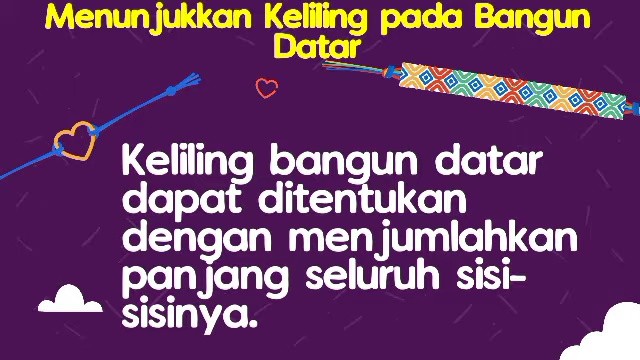 Menunjukkan Keliling pada Bangun
Datar
Keliling bangun datar
dapat ditentukan
dengan menjumlahkan
panjang seluruh sisi-
sisinya.